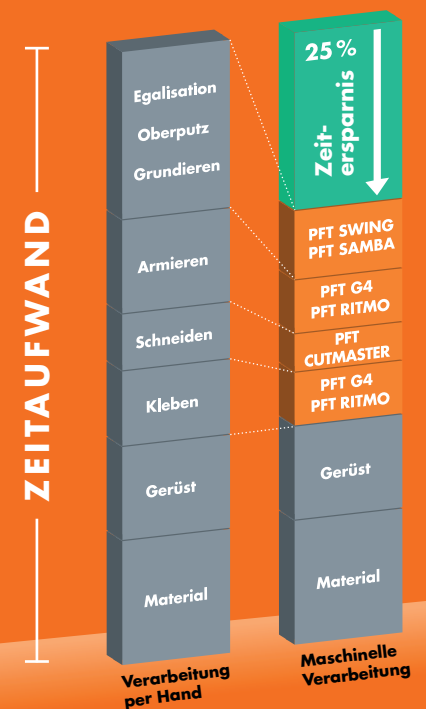 ZEITAUFWAND
Egalisation
Oberputz
Grundieren
Armieren
Schneiden
Kleben
Gerüst
Material
Verarbeitung
per Hand
25 %
Zeit-
ersparnis
PFT SWING
PFT SAMBA
PFT G4
PFT RITMO
PFT
CUTMASTER
PFT G4
PFT RITMO
Gerüst
Material
Maschinelle
Verarbeitung